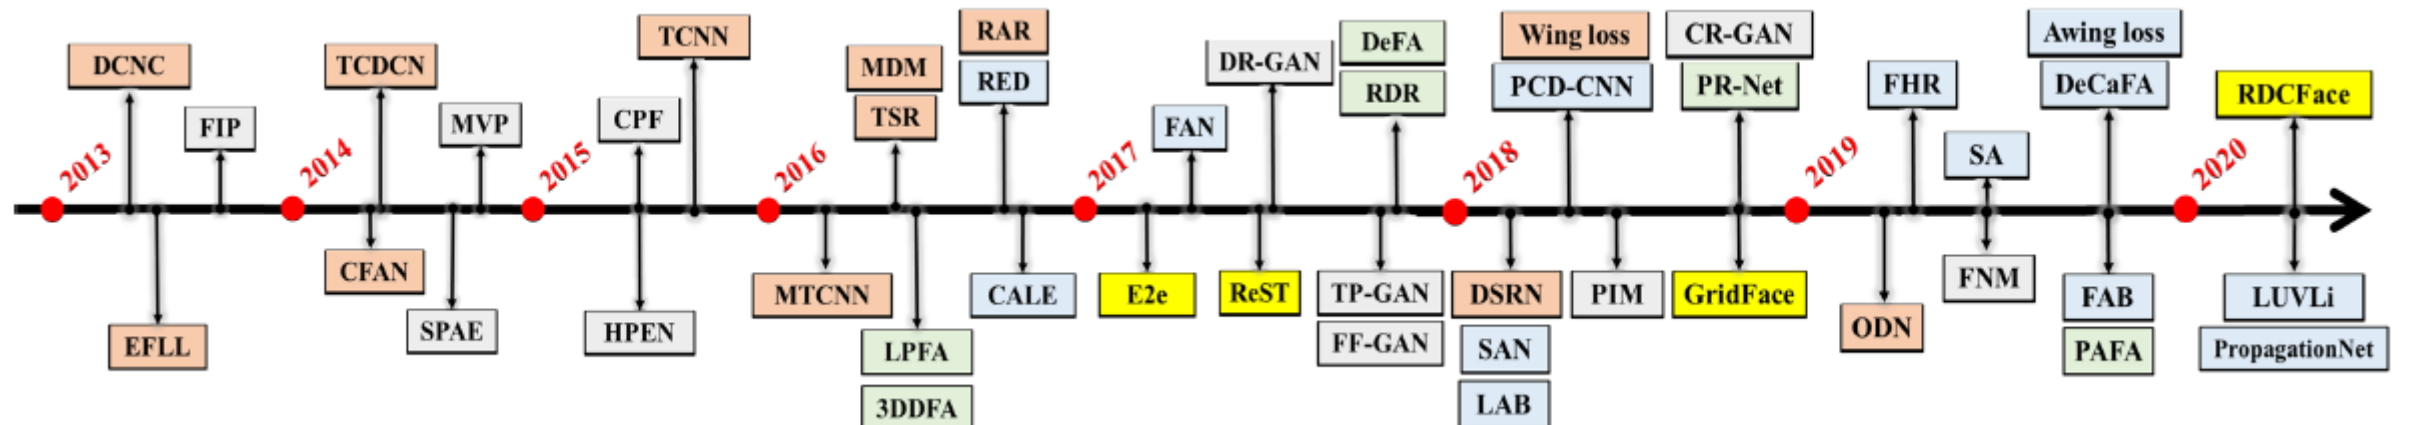 DCNC
EFLL
FIP
2013
TCDCN
CFAN
MVP
SPAE
2014
TCNN
CPF
HPEN
2015
MDM
TSR
RAR
RED
MTCNN
LPFA
3DDFA
CALE
2016
FAN
DR-GAN
DeFA
RDR
E2e
ReST
TP-GAN
FF-GAN
2017
Wing loss
PCD-CNN
CR-GAN
PR-Net
DSRN
SAN
LAB
PIM
GridFace
2018
FHR
SA
Awing loss
DeCaFA
ODN
FNM
FAB
PAFA
2019
RDCFace
LUVLi
PropagationNet
2020